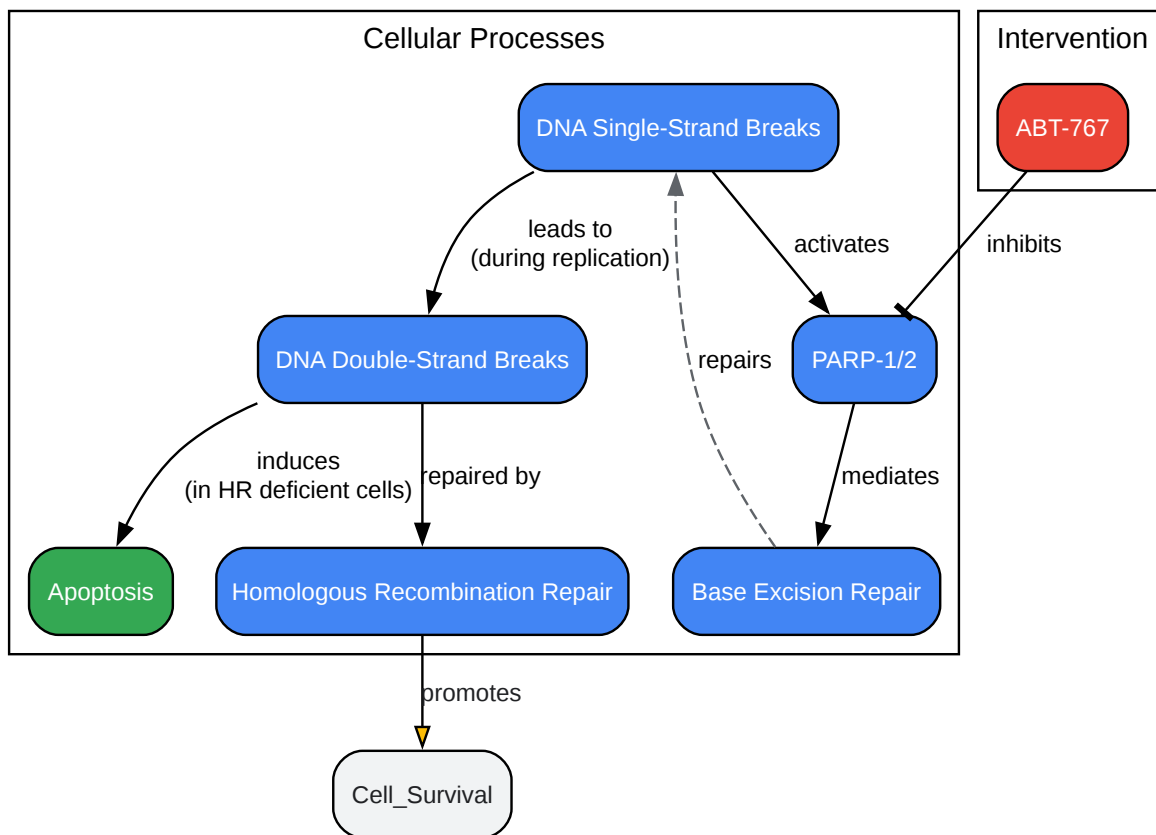 Cellular Processes
Intervention
DNA Single-Strand Breaks
ABT-767
leads to
(during replication)
activates
inhibits
DNA Double-Strand Breaks
repairs
PARP-1/2
induces
(in HR deficient cells)
repaired by
mediates
Apoptosis
Homologous Recombination Repair
Base Excision Repair
promotes
Cell_Survival